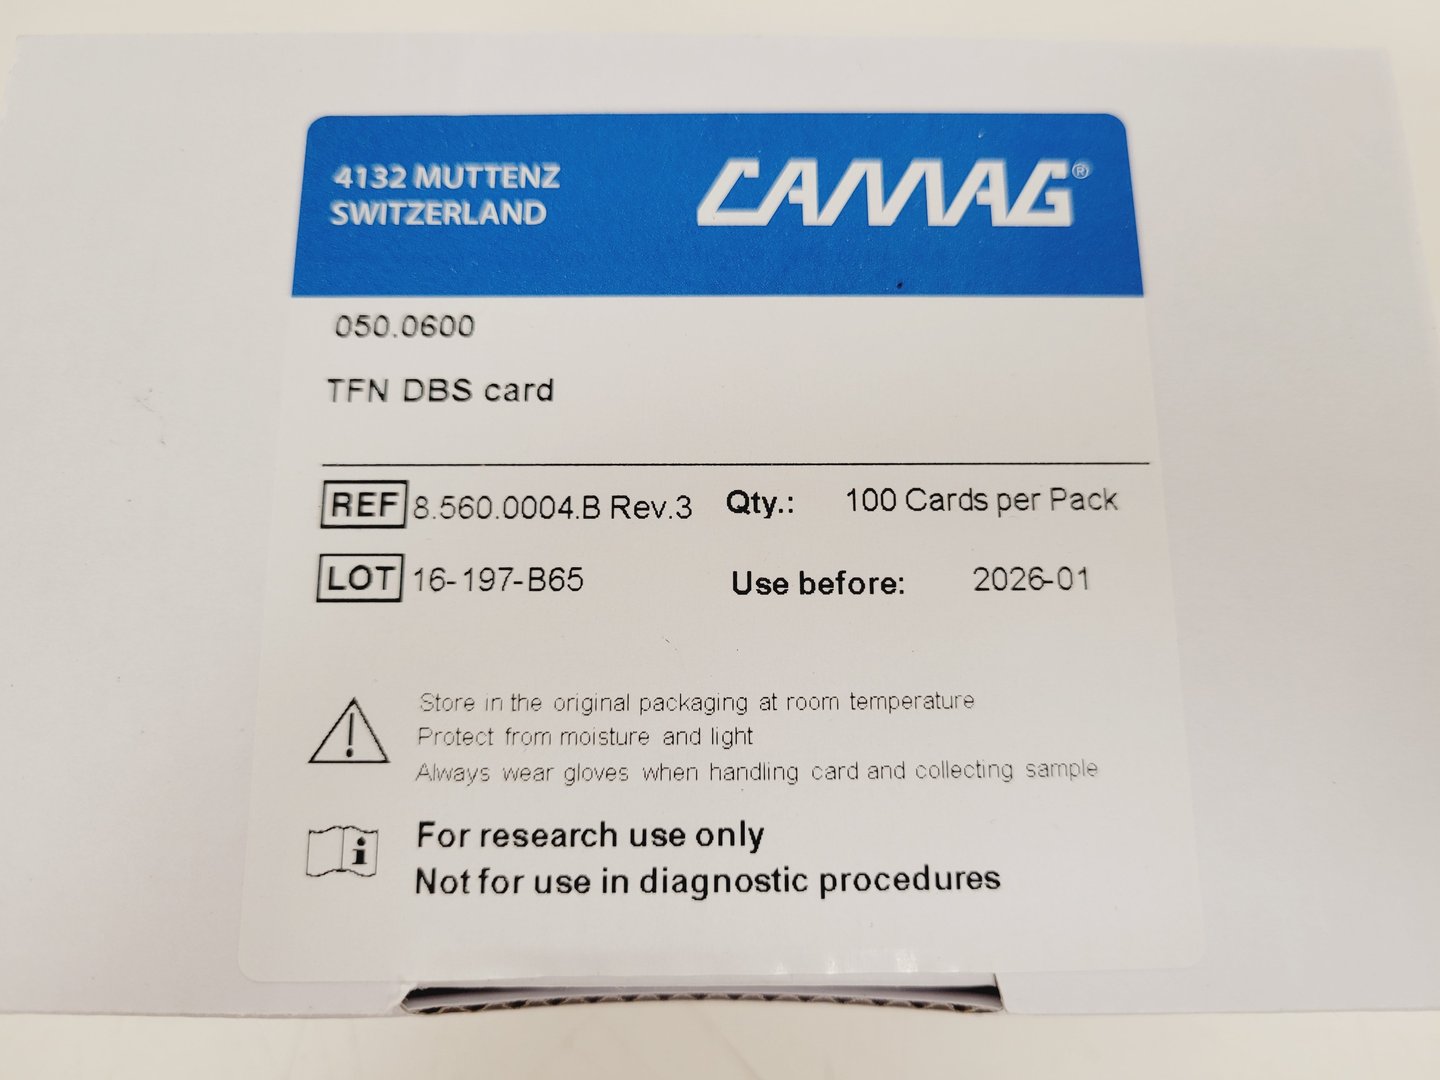 4132 MUTTENZ
SWITZERLAND
CAMAG®
050.0600
TFN DBS card
REF 8.560.0004.B Rev.3 Qty.: 100 Cards per Pack
LOT 16-197-B65 Use before: 2026-01
Store in the original packaging at room temperature
Protect from moisture and light
Always wear gloves when handling card and collecting sample
For research use only
Not for use in diagnostic procedures